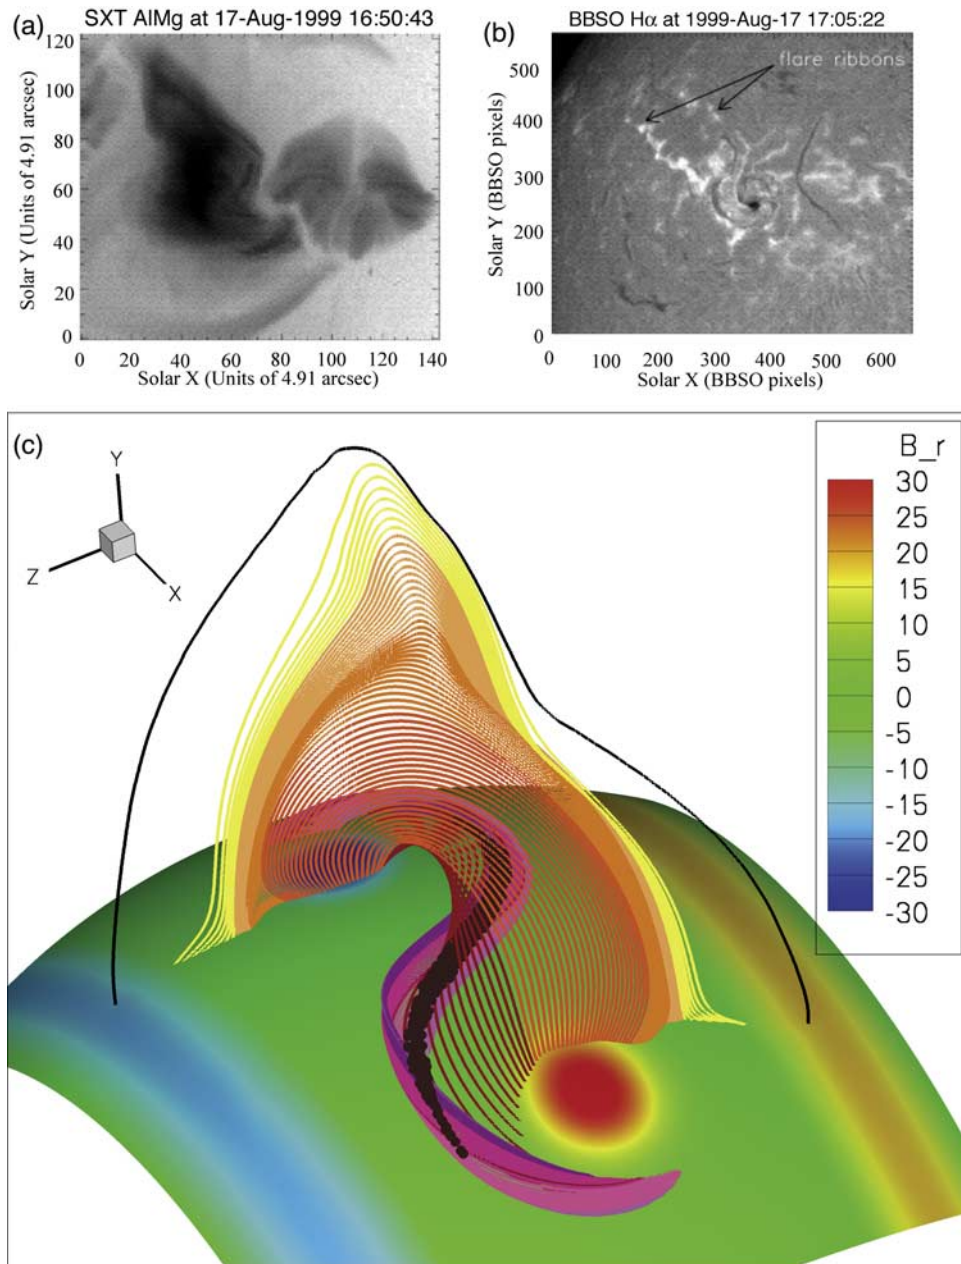 (a)
SXT AlMg at 17-Aug-1999 16:50:43
120
100
80
60
40
20
0
Solar Y (Units of 4.91 arcsec)
0 20 40 60 80 100 120 140
Solar X (Units of 4.91 arcsec)
(b)
BBSO Hα at 1999-Aug-17 17:05:22
flare ribbons
500
400
300
200
100
0
Solar Y (BBSO pixels)
0 100 200 300 400 500 600
Solar X (BBSO pixels)
(c)
Y
Z
X
B_r
30
25
20
15
10
5
0
-5
-10
-15
-20
-25
-30